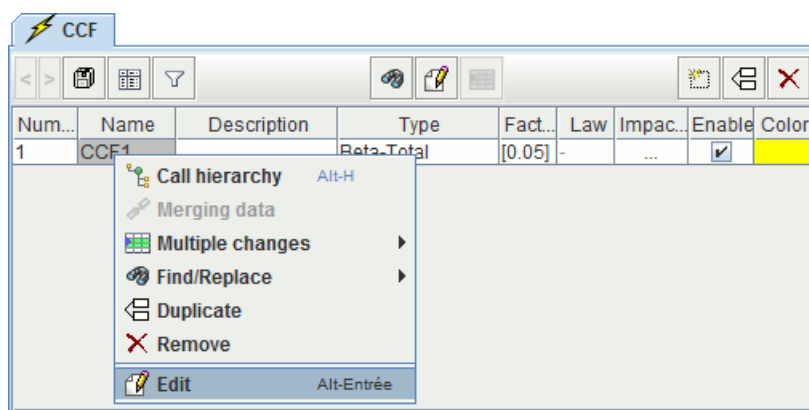 CCF
Num... Name Description Type Fact... Law Impac... Enable Color
1 CCF1 Beta-Total [0.05] - ...
Call hierarchy Alt-H
Merging data
Multiple changes
Find/Replace
Duplicate
Remove
Edit Alt-Entrée